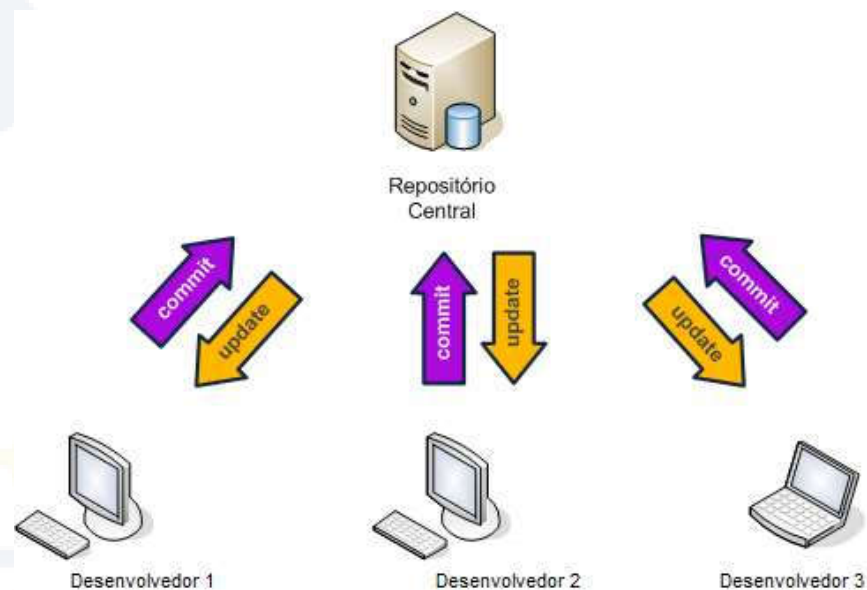 Repositório
Central
commit
update
commit
update
commit
update
Desenvolvedor 1
Desenvolvedor 2
Desenvolvedor 3